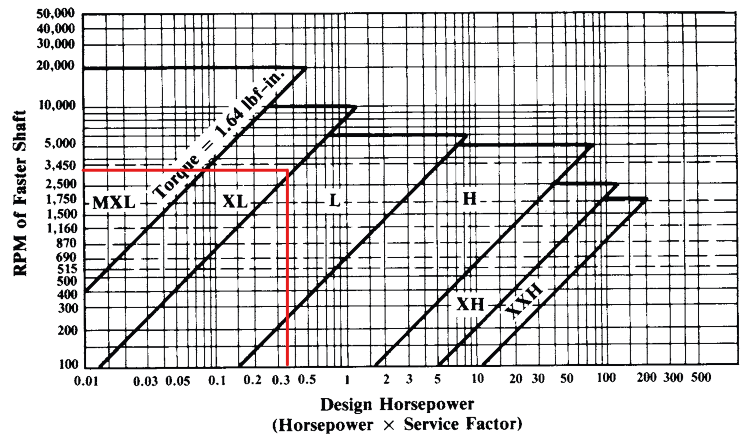 50,000
40,000
30,000
20,000
10,000
5,000
3,450
2,500
1,750
1,500
1,160
870
690
515
500
400
300
200
100
RPM of Faster Shaft
Torque = 1.64 lbf-in.
MXL
XL
L
H
XH
XXH
0.01 0.03 0.05 0.1 0.2 0.3 0.5 1 2 3 5 10 20 30 50 100 200 300 500
Design Horsepower
(Horsepower × Service Factor)